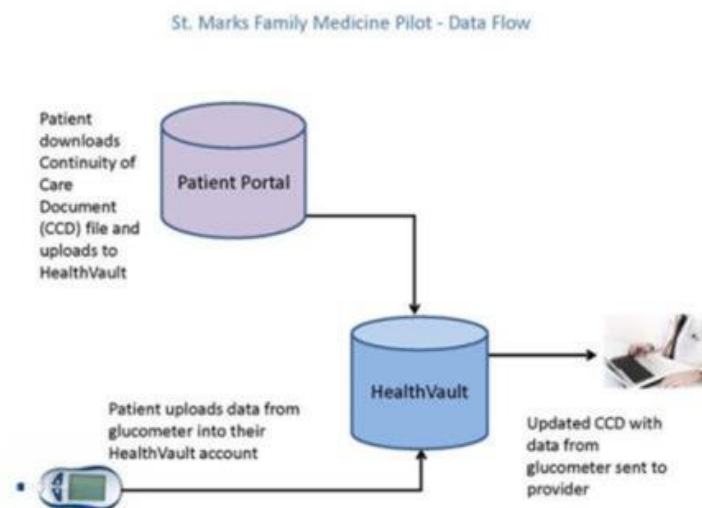 St. Marks Family Medicine Pilot - Data Flow
Patient
downloads
Continuity of
Care
Document
(CCD) file and
uploads to
HealthVault
Patient Portal
HealthVault
Patient uploads data from
glucometer into their
HealthVault account
Updated CCD with
data from
glucometer sent to
provider